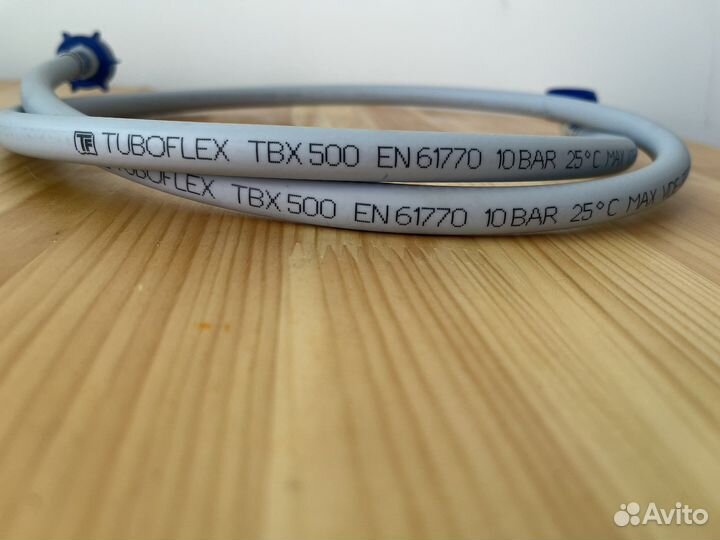 TF TUBOFLEX TBX 500 EN 61770 10 BAR 25°C MAX
TUBOFLEX TBX 500 EN 61770 10 BAR 25°C MAX VDE
Avito